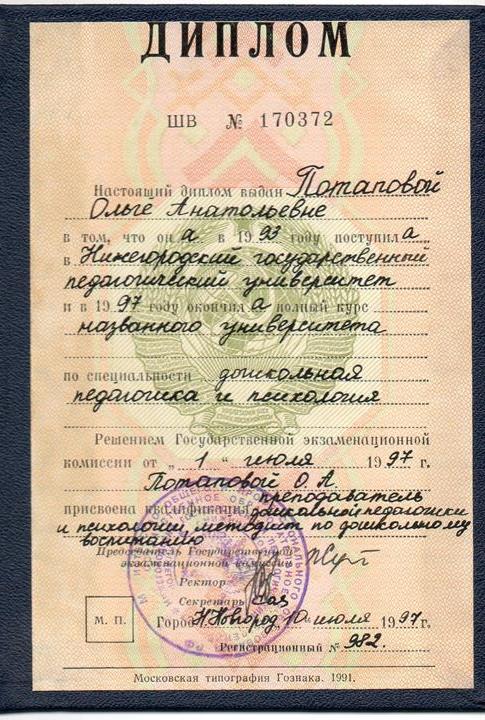 ДИПЛОМ
ШВ № 170372
Настоящий диплом выдан Потаповой
Ольге Анатольевне
в том, что он а в 1993 году поступил а
в Нижегородский государственный
педагогический университет
и в 1997 году окончил а полный курс
названного университета
по специальности дошкольная
педагогика и психология
Решением Государственной экзаменационной
комиссии от „1" июля 1997 г.
Потаповой О. А.
присвоена квалификация преподаватель
дошкольной педагогики
и психологии, методист по дошкольному
воспитанию
Председатель Государственной
экзаменационной комиссии
Ректор
Секретарь
М. П.
Город Н.Новгород, 10 июля 1997 г.
Регистрационный № 982.
Московская типография Гознака. 1991.